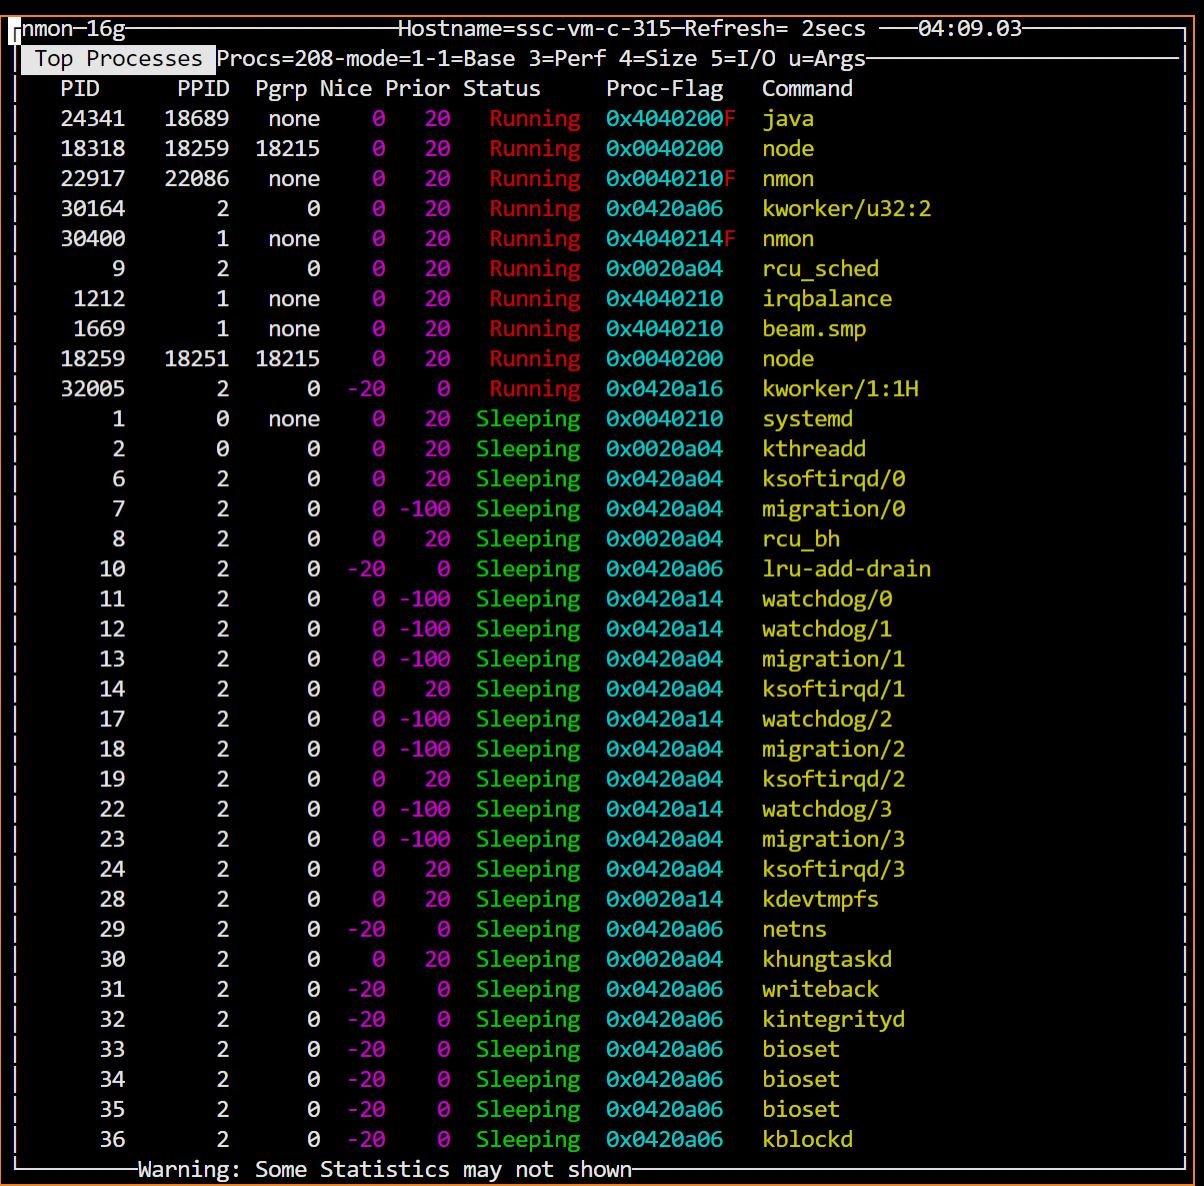 nmon─16g─────────────────────Hostname=ssc-vm-c-315─Refresh= 2secs ───04:09.03
Top Processes Procs=208-mode=1-1=Base 3=Perf 4=Size 5=I/O u=Args
PID PPID Pgrp Nice Prior Status Proc-Flag Command
24341 18689 none 0 20 Running 0x4040200F java
18318 18259 18215 0 20 Running 0x0040200 node
22917 22086 none 0 20 Running 0x0040210F nmon
30164 2 0 0 20 Running 0x0420a06 kworker/u32:2
30400 1 none 0 20 Running 0x4040214F nmon
9 2 0 0 20 Running 0x0020a04 rcu_sched
1212 1 none 0 20 Running 0x4040210 irqbalance
1669 1 none 0 20 Running 0x4040210 beam.smp
18259 18251 18215 0 20 Running 0x0040200 node
32005 2 0 -20 0 Running 0x0420a16 kworker/1:1H
1 0 none 0 20 Sleeping 0x0040210 systemd
2 0 0 0 20 Sleeping 0x0020a04 kthreadd
6 2 0 0 20 Sleeping 0x0420a04 ksoftirqd/0
7 2 0 0 -100 Sleeping 0x0420a04 migration/0
8 2 0 0 20 Sleeping 0x0020a04 rcu_bh
10 2 0 -20 0 Sleeping 0x0420a06 lru-add-drain
11 2 0 0 -100 Sleeping 0x0420a14 watchdog/0
12 2 0 0 -100 Sleeping 0x0420a14 watchdog/1
13 2 0 0 -100 Sleeping 0x0420a04 migration/1
14 2 0 0 20 Sleeping 0x0420a04 ksoftirqd/1
17 2 0 0 -100 Sleeping 0x0420a14 watchdog/2
18 2 0 0 -100 Sleeping 0x0420a04 migration/2
19 2 0 0 20 Sleeping 0x0420a04 ksoftirqd/2
22 2 0 0 -100 Sleeping 0x0420a14 watchdog/3
23 2 0 0 -100 Sleeping 0x0420a04 migration/3
24 2 0 0 20 Sleeping 0x0420a04 ksoftirqd/3
28 2 0 0 20 Sleeping 0x0020a14 kdevtmpfs
29 2 0 -20 0 Sleeping 0x0420a06 netns
30 2 0 0 20 Sleeping 0x0020a04 khungtaskd
31 2 0 -20 0 Sleeping 0x0420a06 writeback
32 2 0 -20 0 Sleeping 0x0420a06 kintegrityd
33 2 0 -20 0 Sleeping 0x0420a06 bioset
34 2 0 -20 0 Sleeping 0x0420a06 bioset
35 2 0 -20 0 Sleeping 0x0420a06 bioset
36 2 0 -20 0 Sleeping 0x0420a06 kblockd
Warning: Some Statistics may not shown